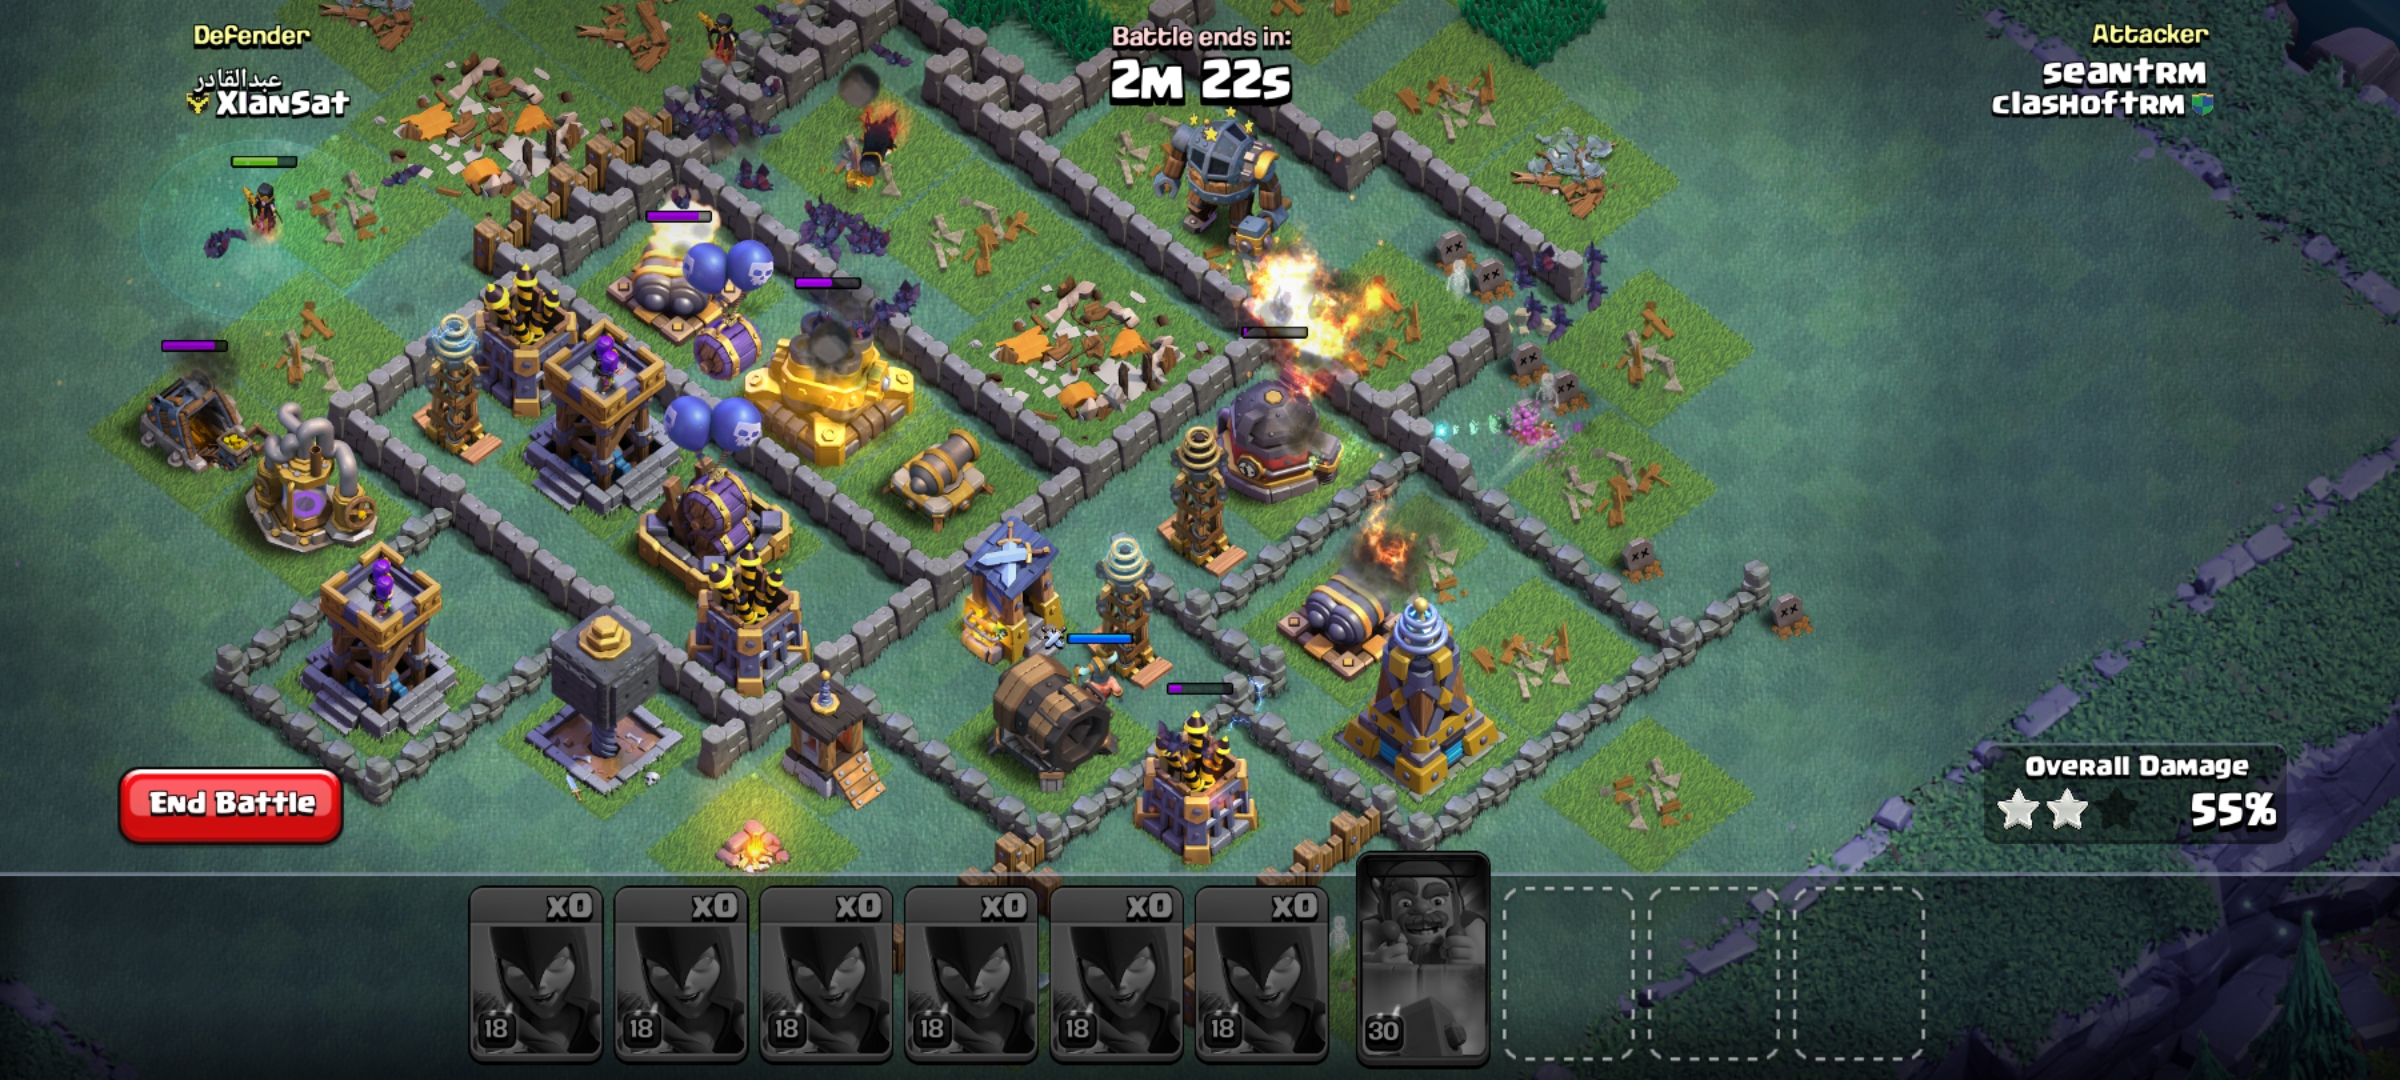 Defender
عبدالقادر
XIANSAT
Battle ends in:
2M 22s
Attacker
seantrm
clashoftrm
End Battle
Overall Damage
55%
x0
x0
x0
x0
x0
x0
18
18
18
18
18
18
30